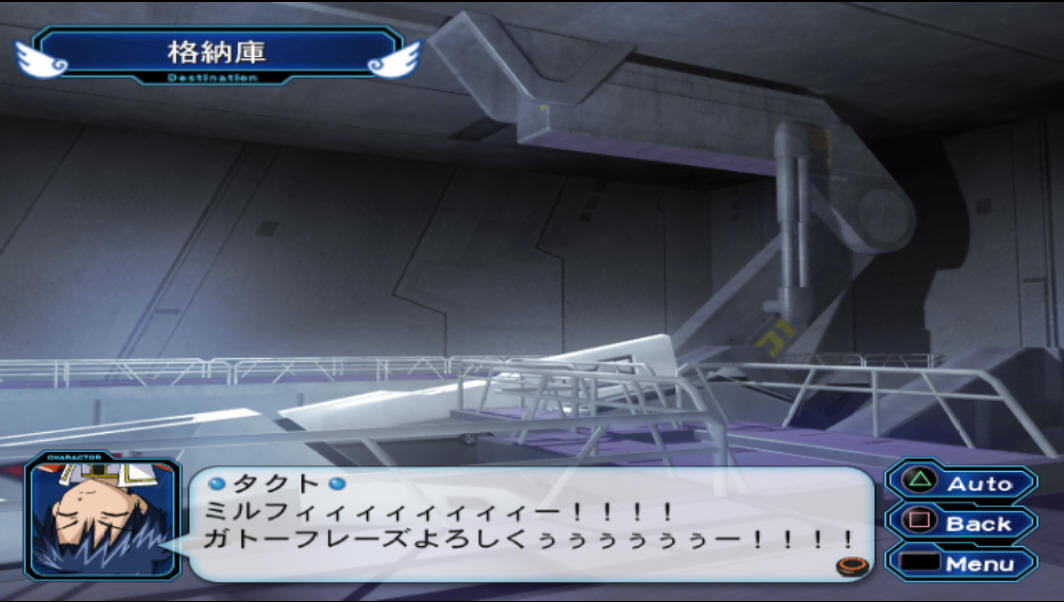 格納庫
Destination
CHARACTOR
タクト
ミルフィィィィィィィィー！！！！
ガトーフレーズよろしくぅぅぅぅぅぅー！！！！
Auto
Back
Menu